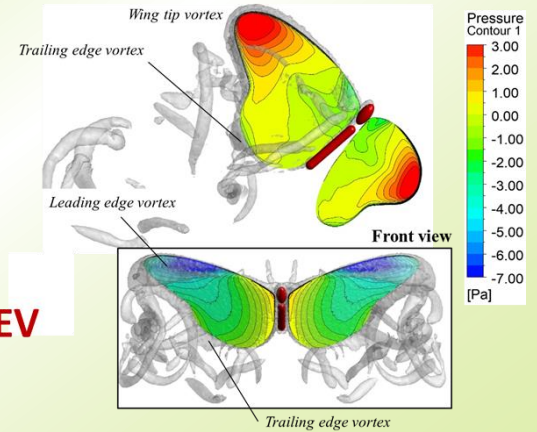 Wing tip vortex
Trailing edge vortex
Leading edge vortex
Front view
EV
Trailing edge vortex
Pressure
Contour 1
3.00
2.00
1.00
0.00
-1.00
-2.00
-3.00
-4.00
-5.00
-6.00
-7.00
[Pa]